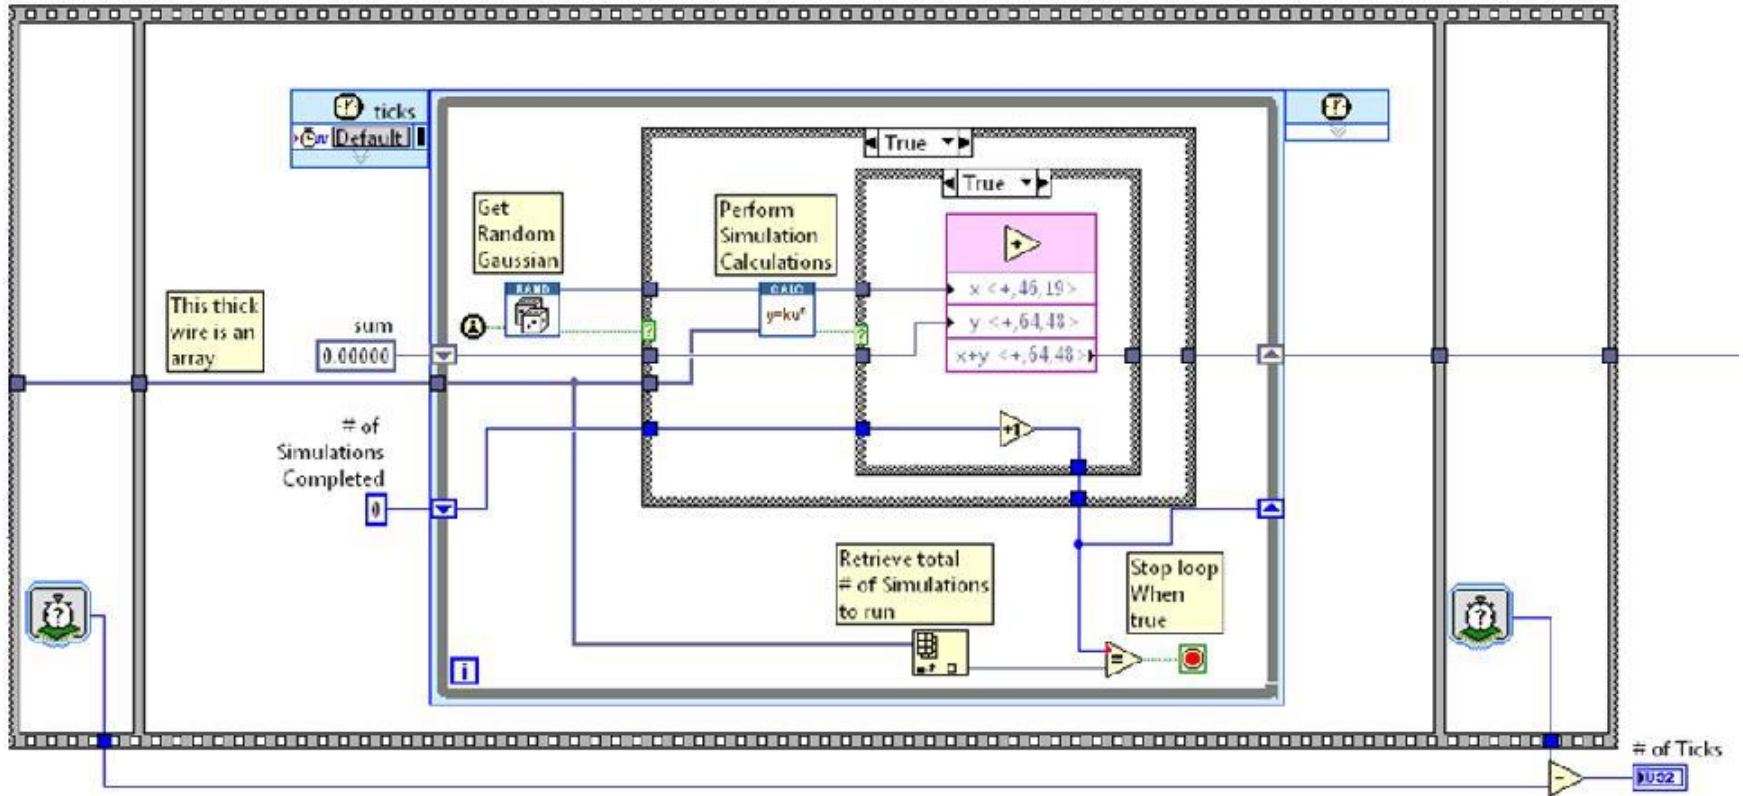 ticks
Default
True
True
Get
Random
Gaussian
Perform
Simulation
Calculations
This thick
wire is an
array
sum
0.00000
RAND
CALC
y=kuⁿ
+
x <+,46,19>
y <+,64,48>
x+y <+,64,48>
?
?
# of
Simulations
Completed
0
+1
Retrieve total
# of Simulations
to run
Stop loop
When
true
=
i
?
?
# of Ticks
-
U32